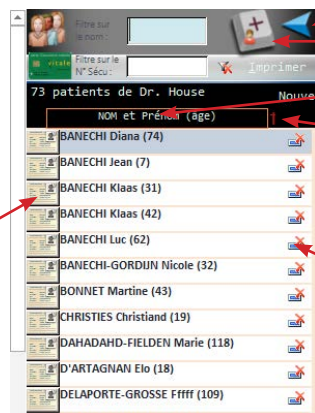 Filtre sur
le nom :
vitale
Filtre sur le
N° Sécu :
Imprimer
73 patients de Dr. House
Nouve
NOM et Prénom (âge)
1
BANECHI Diana (74)
BANECHI Jean (7)
BANECHI Klaas (31)
BANECHI Klaas (42)
BANECHI Luc (62)
BANECHI-GORDIJN Nicole (32)
BONNET Martine (43)
CHRISTIES Christiand (19)
DAHADAHD-FIELDEN Marie (118)
D'ARTAGNAN Elo (18)
DELAPORTE-GROSSE Fffff (109)